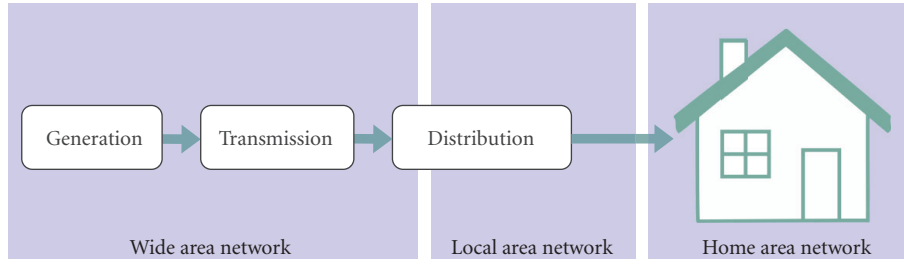 Generation
Transmission
Distribution
Wide area network
Local area network
Home area network